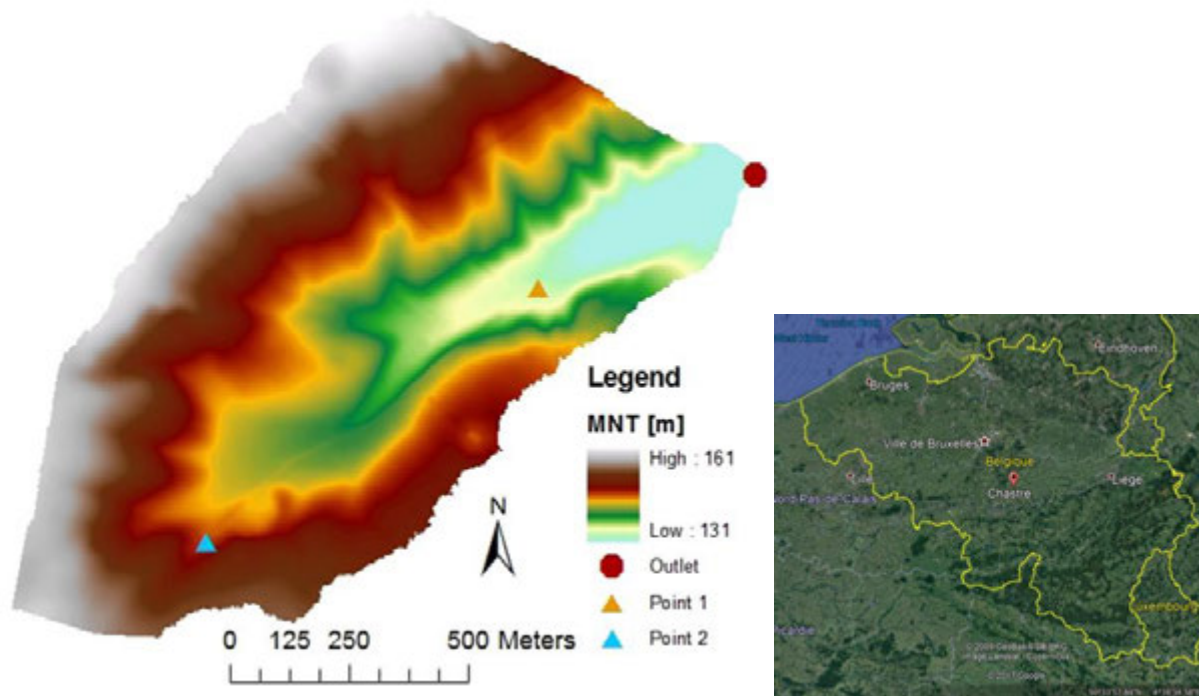 Legend
MNT [m]
High : 161
Low : 131
Outlet
Point 1
Point 2
N
0 125 250 500 Meters
Eindhoven
Bruges
Ville de Bruxelles
Belgique
Lille
Liège
Chastre
Nord-Pas-de-Calais
Luxembourg